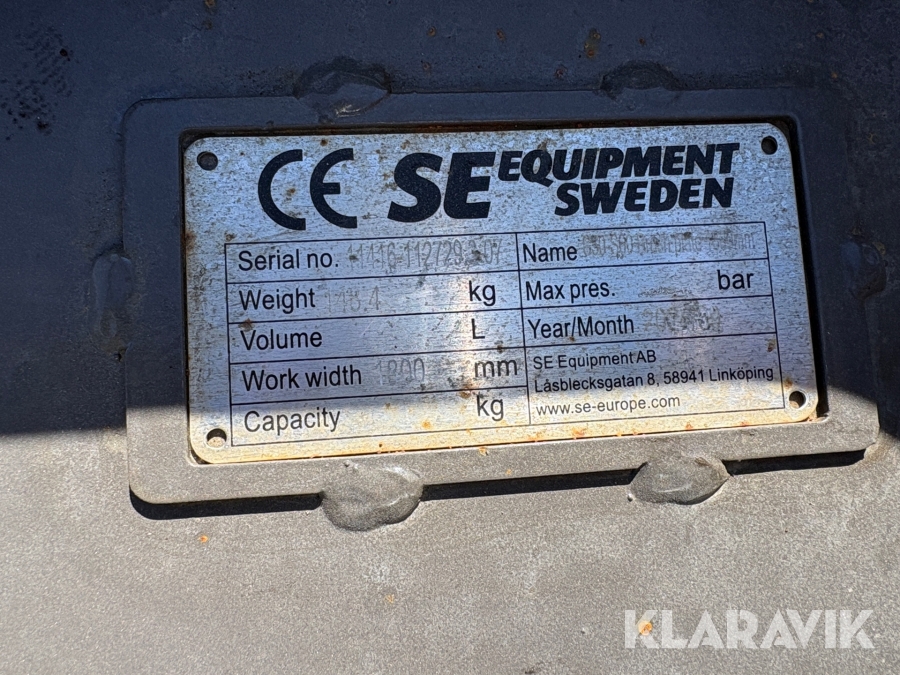 CE SE EQUIPMENT
SWEDEN
Serial no.
Name
Weight kg
Max pres. bar
Volume L
Year/Month
Work width 1800 mm
SE Equipment AB
Låsblecksgatan 8, 58941 Linköping
Capacity kg
www.se-europe.com
KLARAVIK